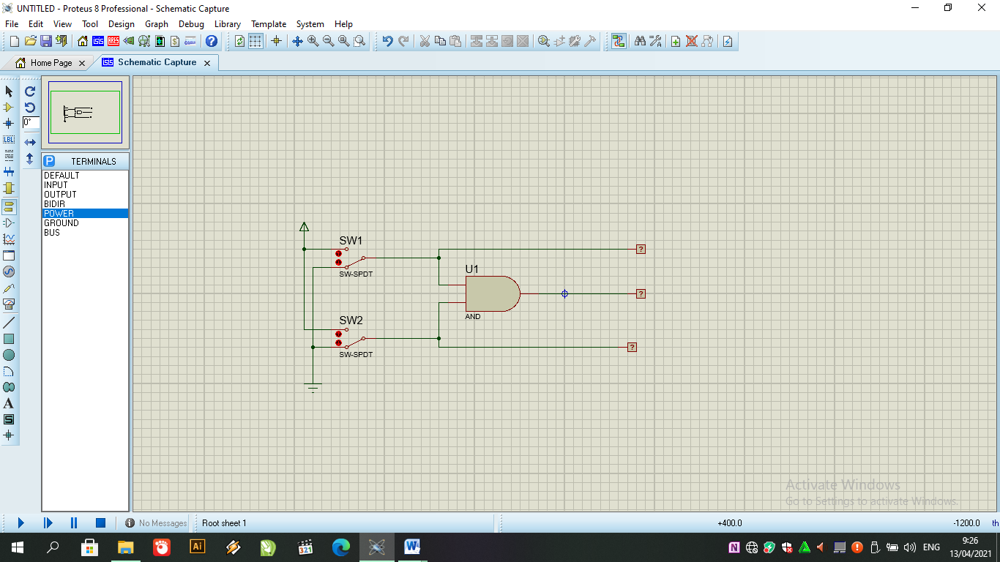 UNTITLED - Proteus 8 Professional - Schematic Capture
File Edit View Tool Design Graph Debug Library Template System Help
Home Page Schematic Capture
0°
LBL
TERMINALS
DEFAULT
INPUT
OUTPUT
BIDIR
POWER
GROUND
BUS
SW1
SW-SPDT
U1
AND
SW2
SW-SPDT
?
?
?
Activate Windows
Go to Settings to activate Windows.
No Messages Root sheet 1 +400.0 -1200.0 th
Ai 321 W N ENG 9:26
13/04/2021